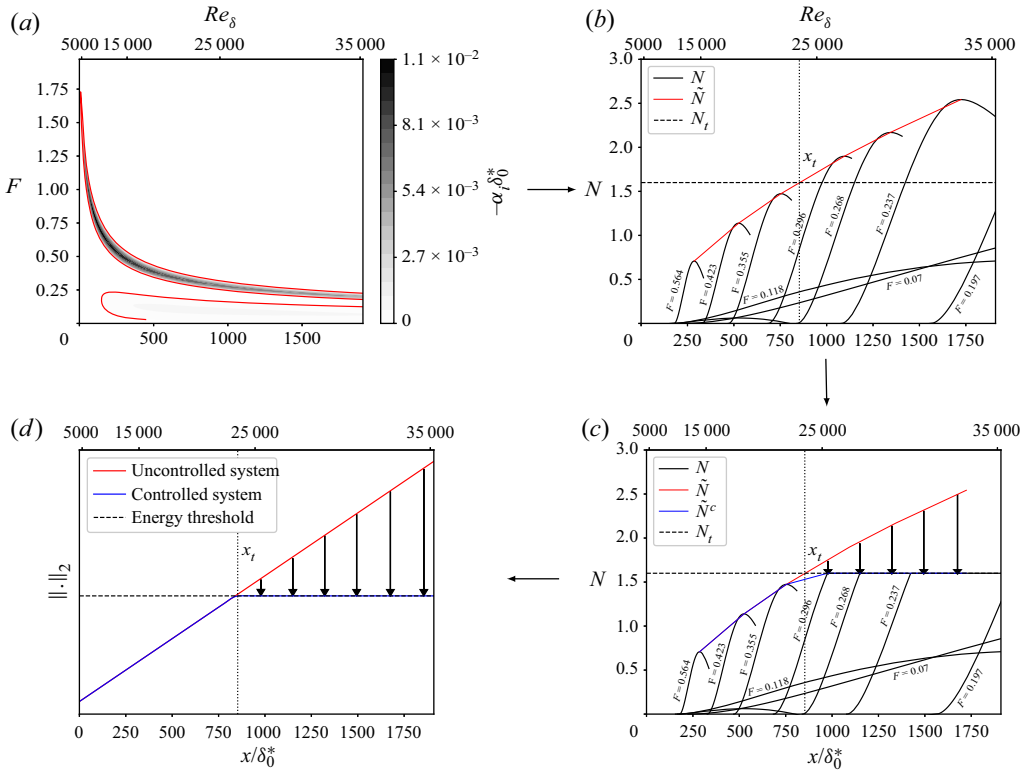 (a)
Re_δ
5000 15 000 25 000 35 000
1.75
1.50
1.25
1.00
0.75
0.50
0.25
0
F
500 1000 1500
1.1 × 10⁻²
8.1 × 10⁻³
5.4 × 10⁻³
2.7 × 10⁻³
0
−α_i δ₀*
(b)
Re_δ
5000 15 000 25 000 35 000
3.0
2.5
2.0
1.5
1.0
0.5
N
N
Ñ
N_t
x_t
F = 0.564
F = 0.423
F = 0.355
F = 0.296
F = 0.268
F = 0.237
F = 0.197
F = 0.118
F = 0.07
0 250 500 750 1000 1250 1500 1750
(d)
5000 15 000 25 000 35 000
Uncontrolled system
Controlled system
Energy threshold
x_t
||.||₂
0 250 500 750 1000 1250 1500 1750
x/δ₀*
(c)
5000 15 000 25 000 35 000
3.0
2.5
2.0
1.5
1.0
0.5
N
N
Ñ
Ñᶜ
N_t
x_t
F = 0.564
F = 0.423
F = 0.355
F = 0.296
F = 0.268
F = 0.237
F = 0.197
F = 0.118
F = 0.07
0 250 500 750 1000 1250 1500 1750
x/δ₀*